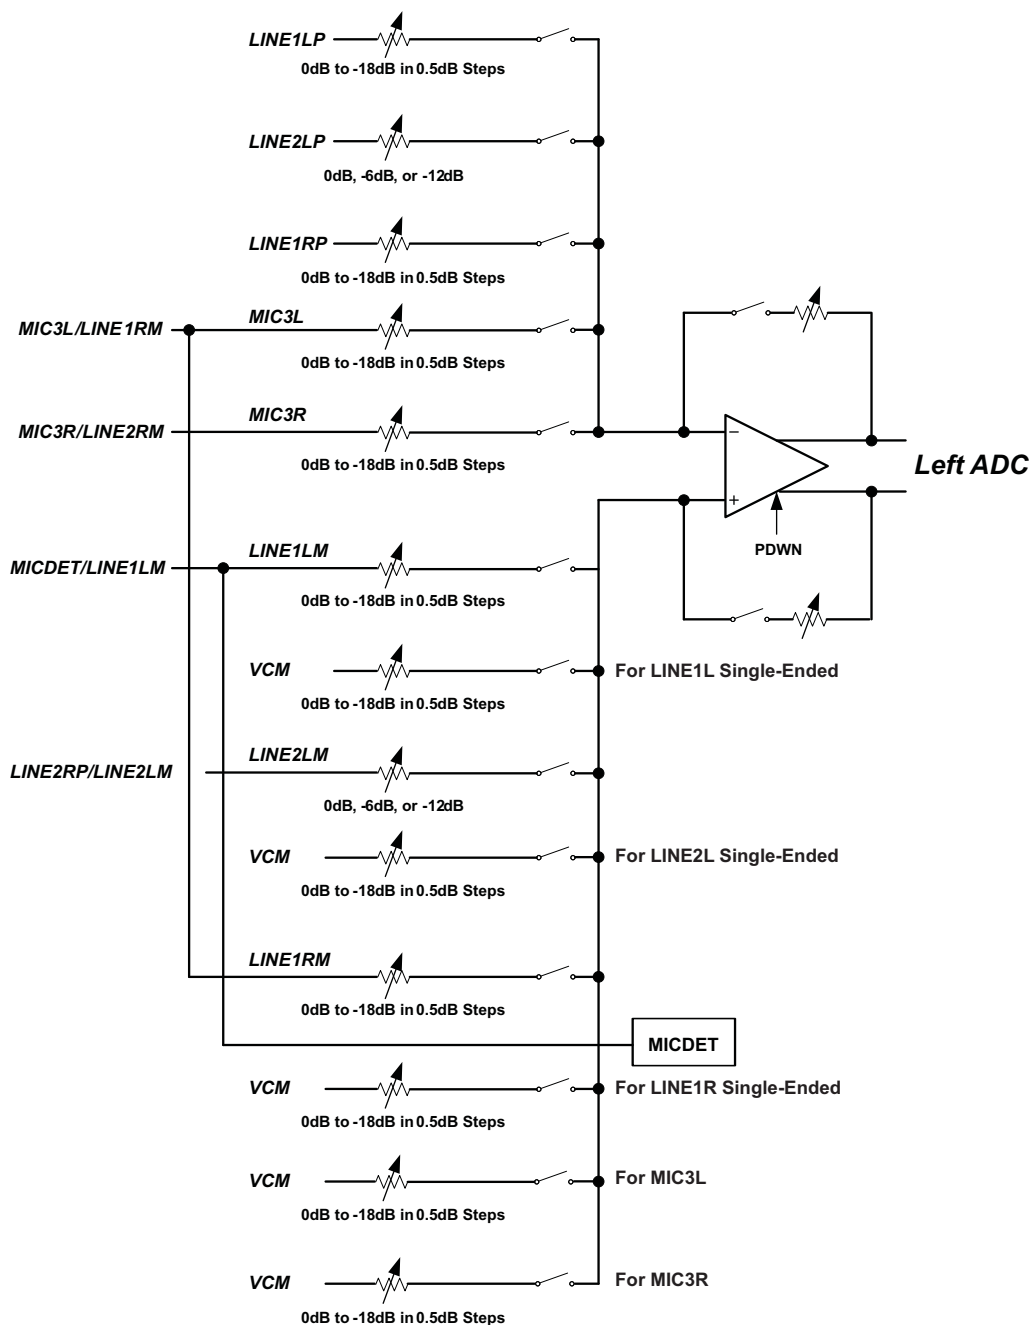 LINE1LP
0dB to -18dB in 0.5dB Steps
LINE2LP
0dB, -6dB, or -12dB
LINE1RP
0dB to -18dB in 0.5dB Steps
MIC3L/LINE1RM
MIC3L
0dB to -18dB in 0.5dB Steps
MIC3R/LINE2RM
MIC3R
0dB to -18dB in 0.5dB Steps
−
+
Left ADC
PDWN
MICDET/LINE1LM
LINE1LM
0dB to -18dB in 0.5dB Steps
VCM
For LINE1L Single-Ended
0dB to -18dB in 0.5dB Steps
LINE2RP/LINE2LM
LINE2LM
0dB, -6dB, or -12dB
VCM
For LINE2L Single-Ended
0dB to -18dB in 0.5dB Steps
LINE1RM
0dB to -18dB in 0.5dB Steps
MICDET
VCM
For LINE1R Single-Ended
0dB to -18dB in 0.5dB Steps
VCM
For MIC3L
0dB to -18dB in 0.5dB Steps
VCM
For MIC3R
0dB to -18dB in 0.5dB Steps